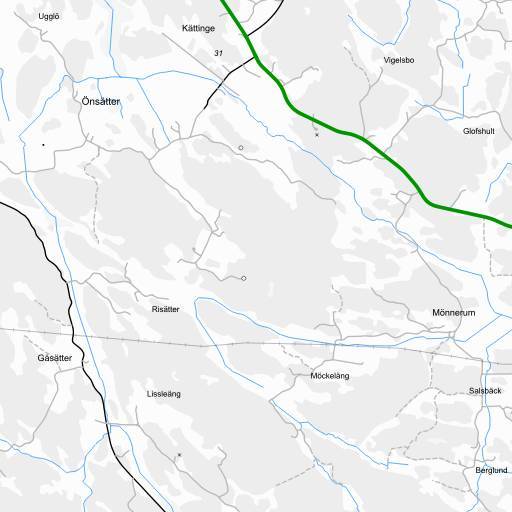 Ugglö
Kättinge
31
Vigelsbo
Önsätter
Glofshult
Risätter
Mönnerum
Gåsätter
Möckeläng
Lissleäng
Salsbäck
Berglund